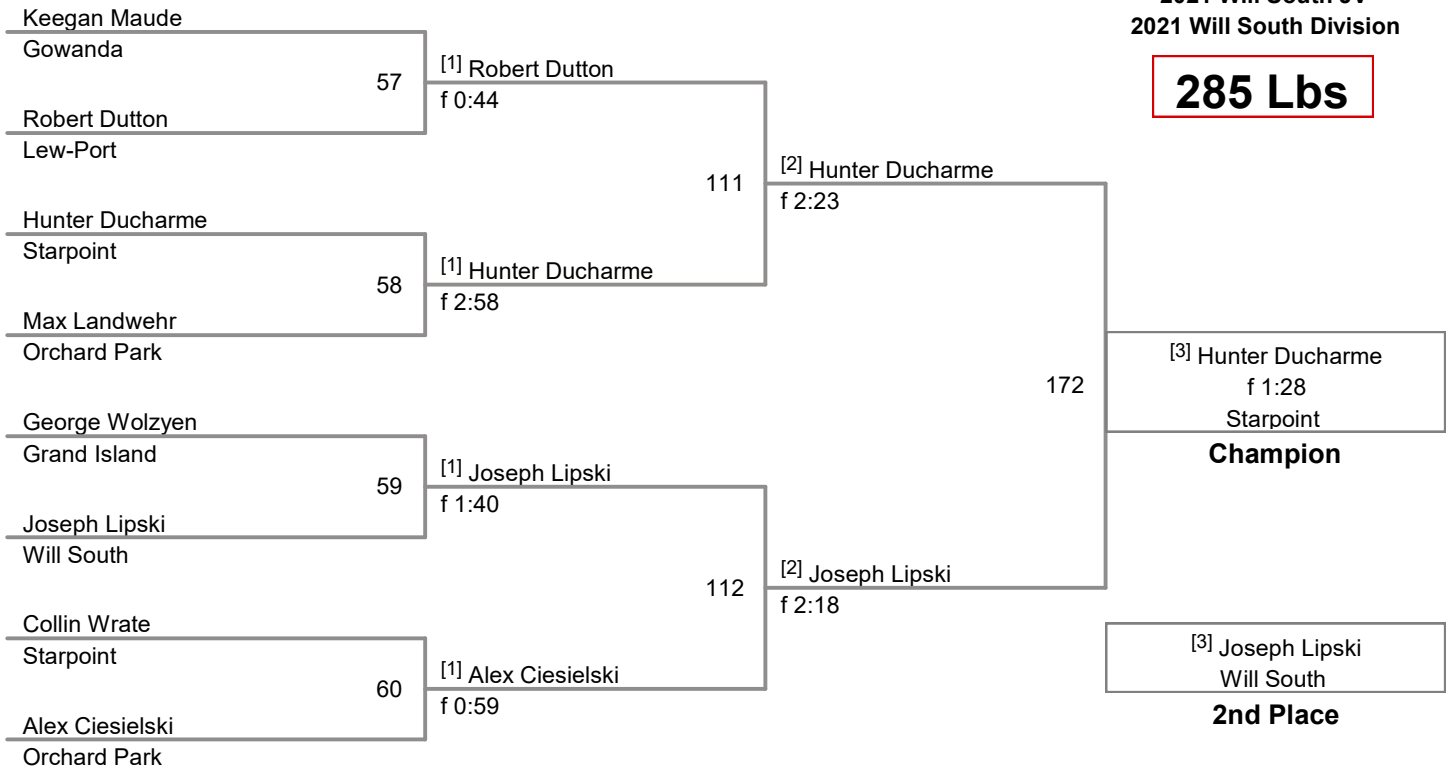 2021 Will South JV
2021 Will South Division
285 Lbs
Keegan Maude
Gowanda
57
Robert Dutton
Lew-Port
[1] Robert Dutton
f 0:44
Hunter Ducharme
Starpoint
58
Max Landwehr
Orchard Park
[1] Hunter Ducharme
f 2:58
111
[2] Hunter Ducharme
f 2:23
George Wolzyen
Grand Island
59
Joseph Lipski
Will South
[1] Joseph Lipski
f 1:40
Collin Wrate
Starpoint
60
Alex Ciesielski
Orchard Park
[1] Alex Ciesielski
f 0:59
112
[2] Joseph Lipski
f 2:18
172
[3] Hunter Ducharme
f 1:28
Starpoint
Champion
[3] Joseph Lipski
Will South
2nd Place